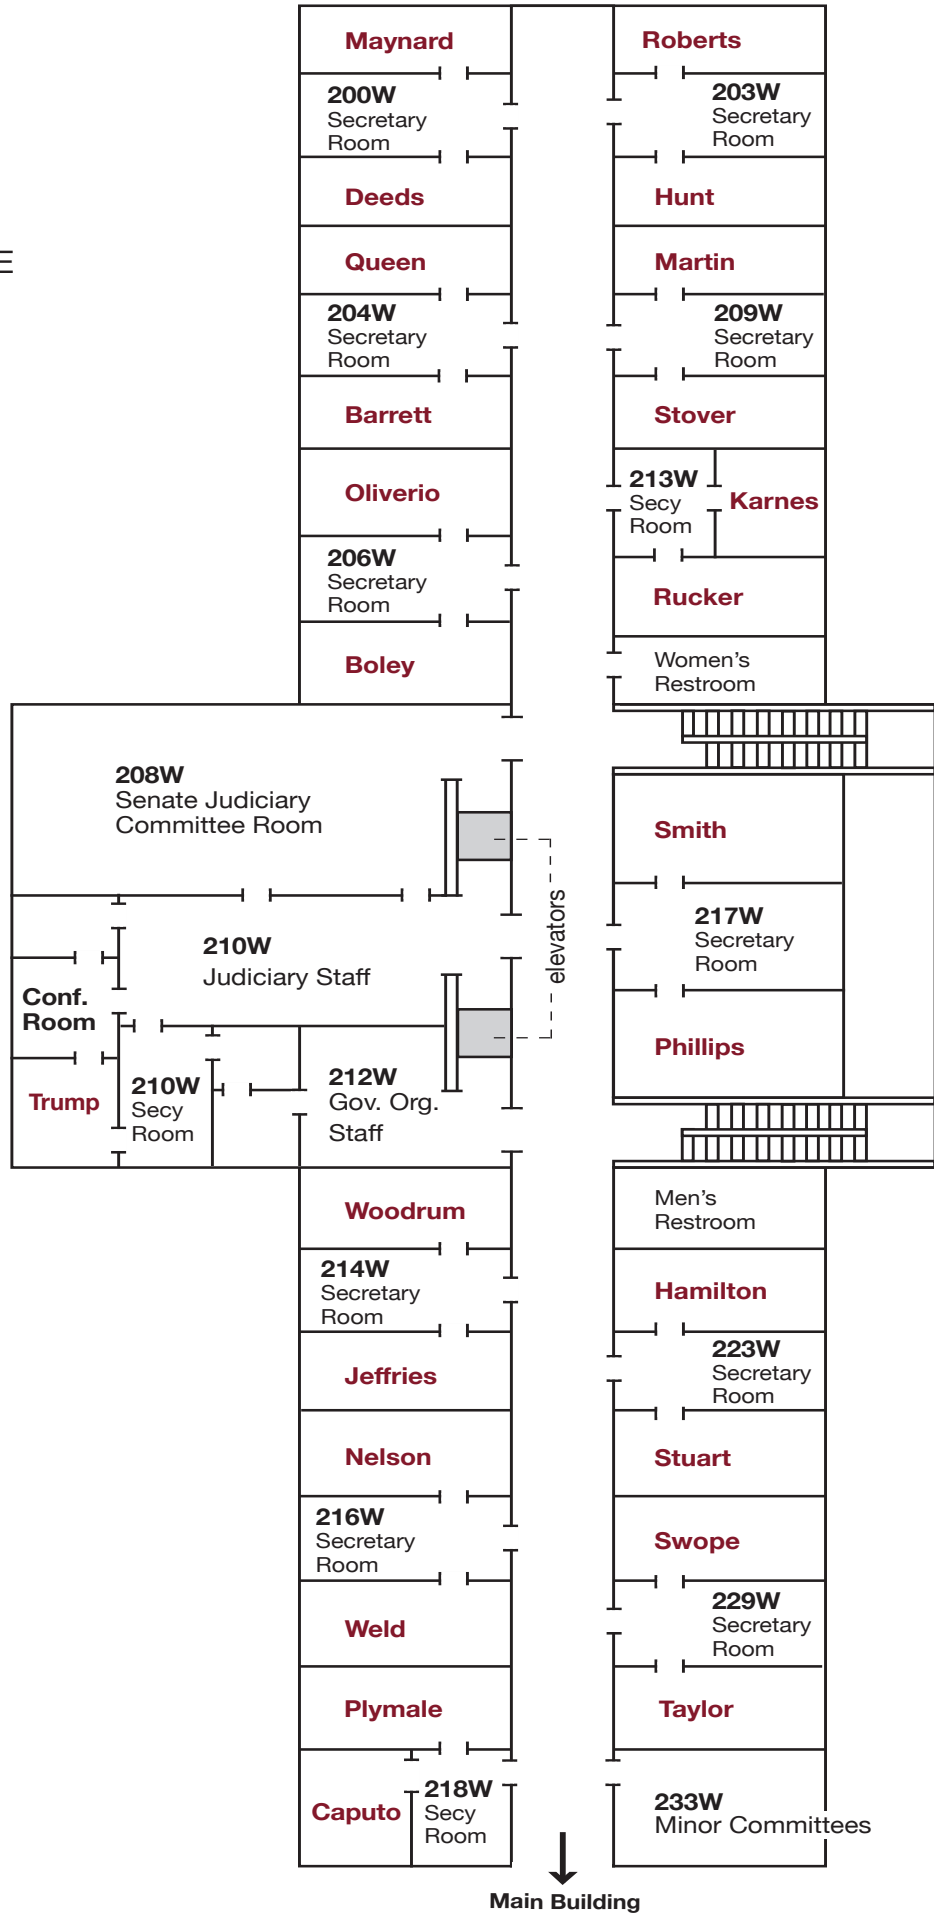 Maynard
200W
Secretary
Room
Deeds
Queen
204W
Secretary
Room
Barrett
Oliverio
206W
Secretary
Room
Boley
Roberts
203W
Secretary
Room
Hunt
Martin
209W
Secretary
Room
Stover
213W
Secy
Room
Karnes
Rucker
Women’s
Restroom
208W
Senate Judiciary
Committee Room
elevators
210W
Judiciary Staff
Conf.
Room
Trump
210W
Secy
Room
212W
Gov. Org.
Staff
Smith
217W
Secretary
Room
Phillips
Woodrum
214W
Secretary
Room
Jeffries
Nelson
216W
Secretary
Room
Weld
Plymale
Caputo
218W
Secy
Room
Men’s
Restroom
Hamilton
223W
Secretary
Room
Stuart
Swope
229W
Secretary
Room
Taylor
233W
Minor Committees
Main Building